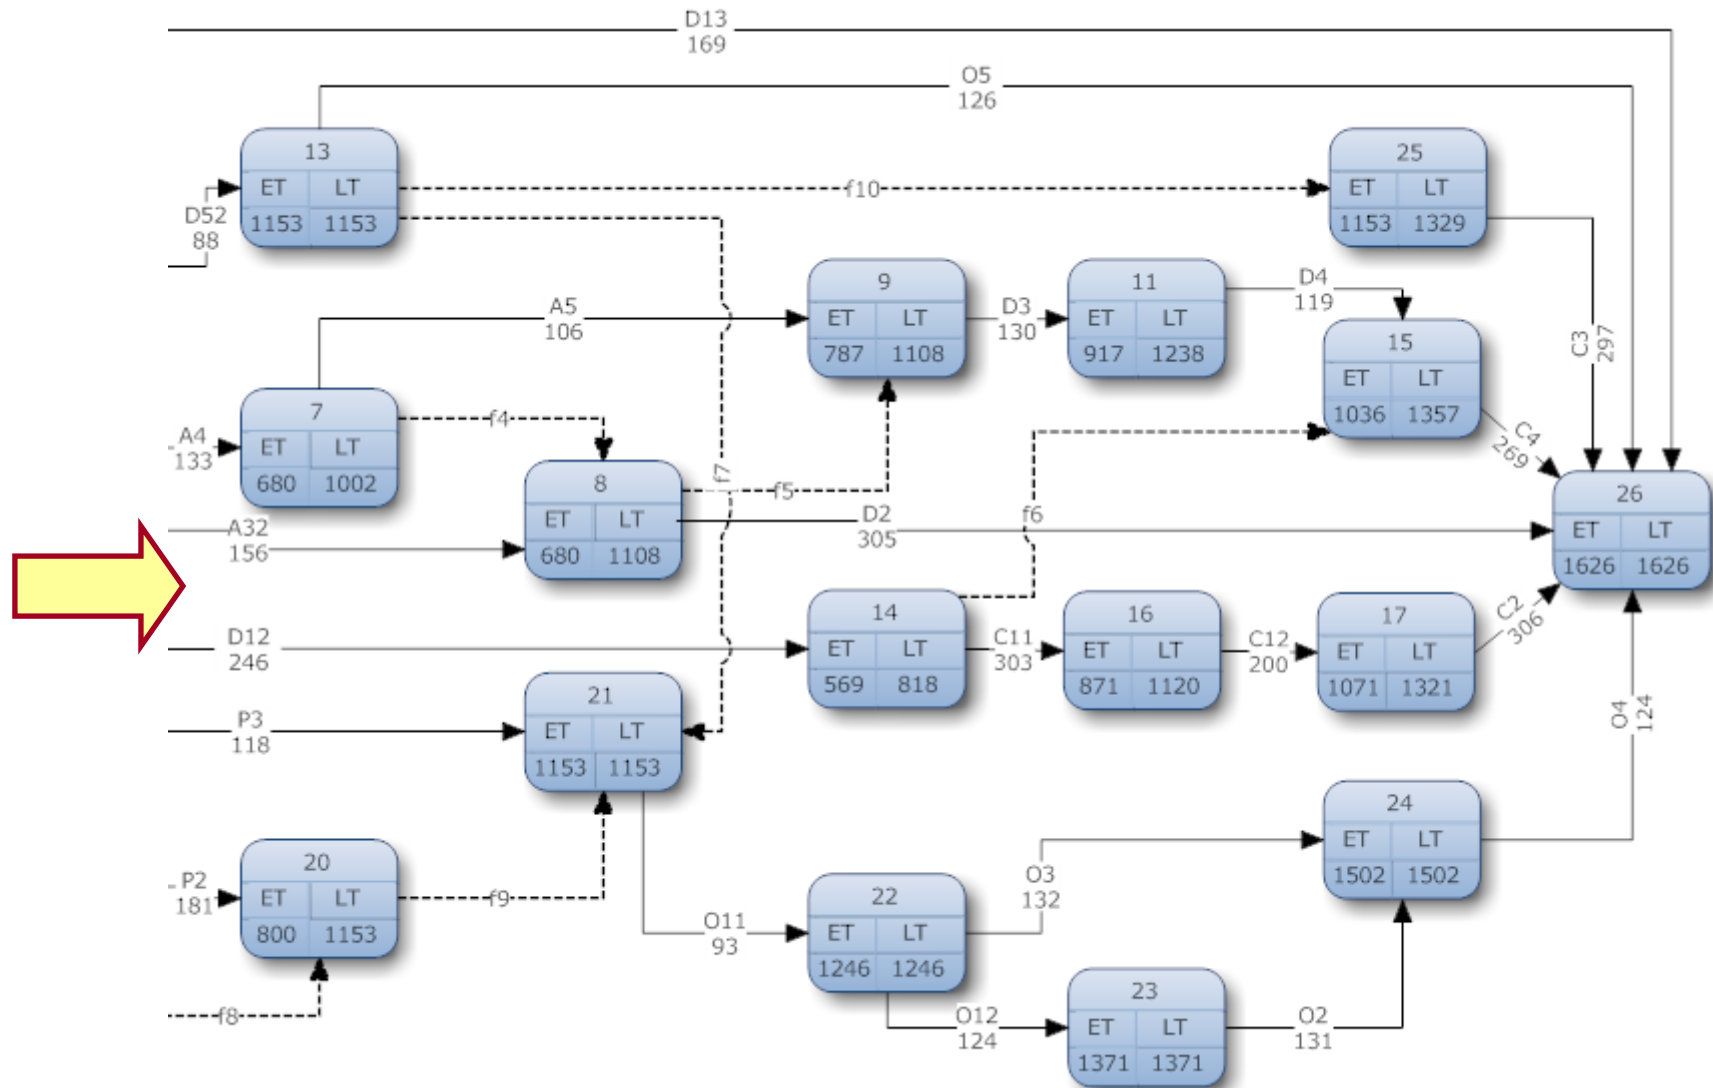 D13
169
O5
126
13
ET LT
1153 1153
D52
88
f10
25
ET LT
1153 1329
A5
106
9
ET LT
787 1108
D3
130
11
ET LT
917 1238
D4
119
15
ET LT
1036 1357
C3
297
7
ET LT
680 1002
A4
133
f4
f7
8
ET LT
680 1108
f5
A32
156
D2
305
f6
C4
269
26
ET LT
1626 1626
D12
246
14
ET LT
569 818
C11
303
16
ET LT
871 1120
C12
200
17
ET LT
1071 1321
C2
306
P3
118
21
ET LT
1153 1153
O4
124
24
ET LT
1502 1502
P2
181
20
ET LT
800 1153
f9
f8
O11
93
22
ET LT
1246 1246
O3
132
O12
124
23
ET LT
1371 1371
O2
131